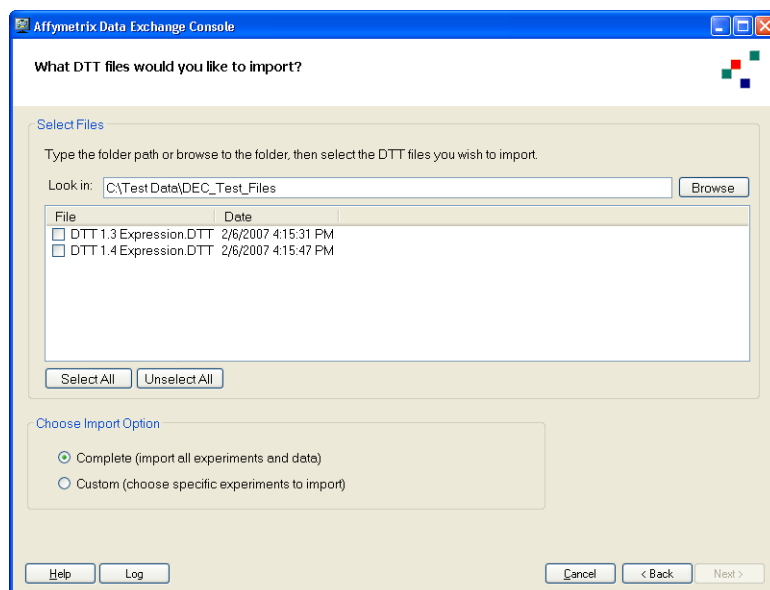 Affymetrix Data Exchange Console
What DTT files would you like to import?
Select Files
Type the folder path or browse to the folder, then select the DTT files you wish to import.
Look in: C:\Test Data\DEC_Test_Files Browse
File Date
DTT 1.3 Expression.DTT 2/6/2007 4:15:31 PM
DTT 1.4 Expression.DTT 2/6/2007 4:15:47 PM
Select All Unselect All
Choose Import Option
Complete (import all experiments and data)
Custom (choose specific experiments to import)
Help Log Cancel < Back Next >